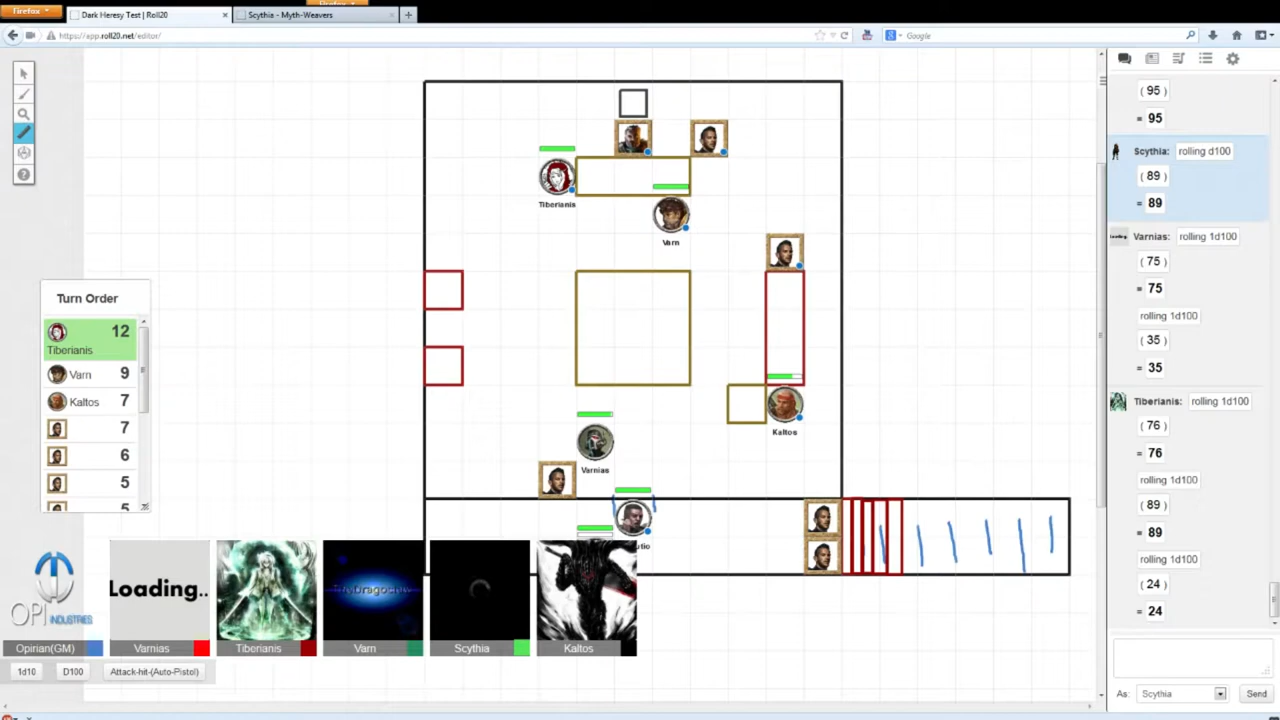 Firefox
Firefox
Dark Heresy Test | Roll20
Scythia - Myth-Weavers
https://app.roll20.net/editor/
Google
( 95 )
= 95
Scythia: rolling d100
( 89 )
= 89
Loading..
Varnias: rolling 1d100
( 75 )
= 75
rolling 1d100
( 35 )
= 35
Tiberianis: rolling 1d100
( 76 )
= 76
rolling 1d100
( 89 )
= 89
rolling 1d100
( 24 )
= 24
As: Scythia
Send
Tiberianis
Varn
Kaltos
Varnias
utio
Turn Order
12
Tiberianis
Varn 9
Kaltos 7
7
6
5
5
OPI
INDUSTRIES
Loading..
Opirian(GM)
Varnias
Tiberianis
Varn
Scythia
Kaltos
1d10
D100
Attack-hit-(Auto-Pistol)